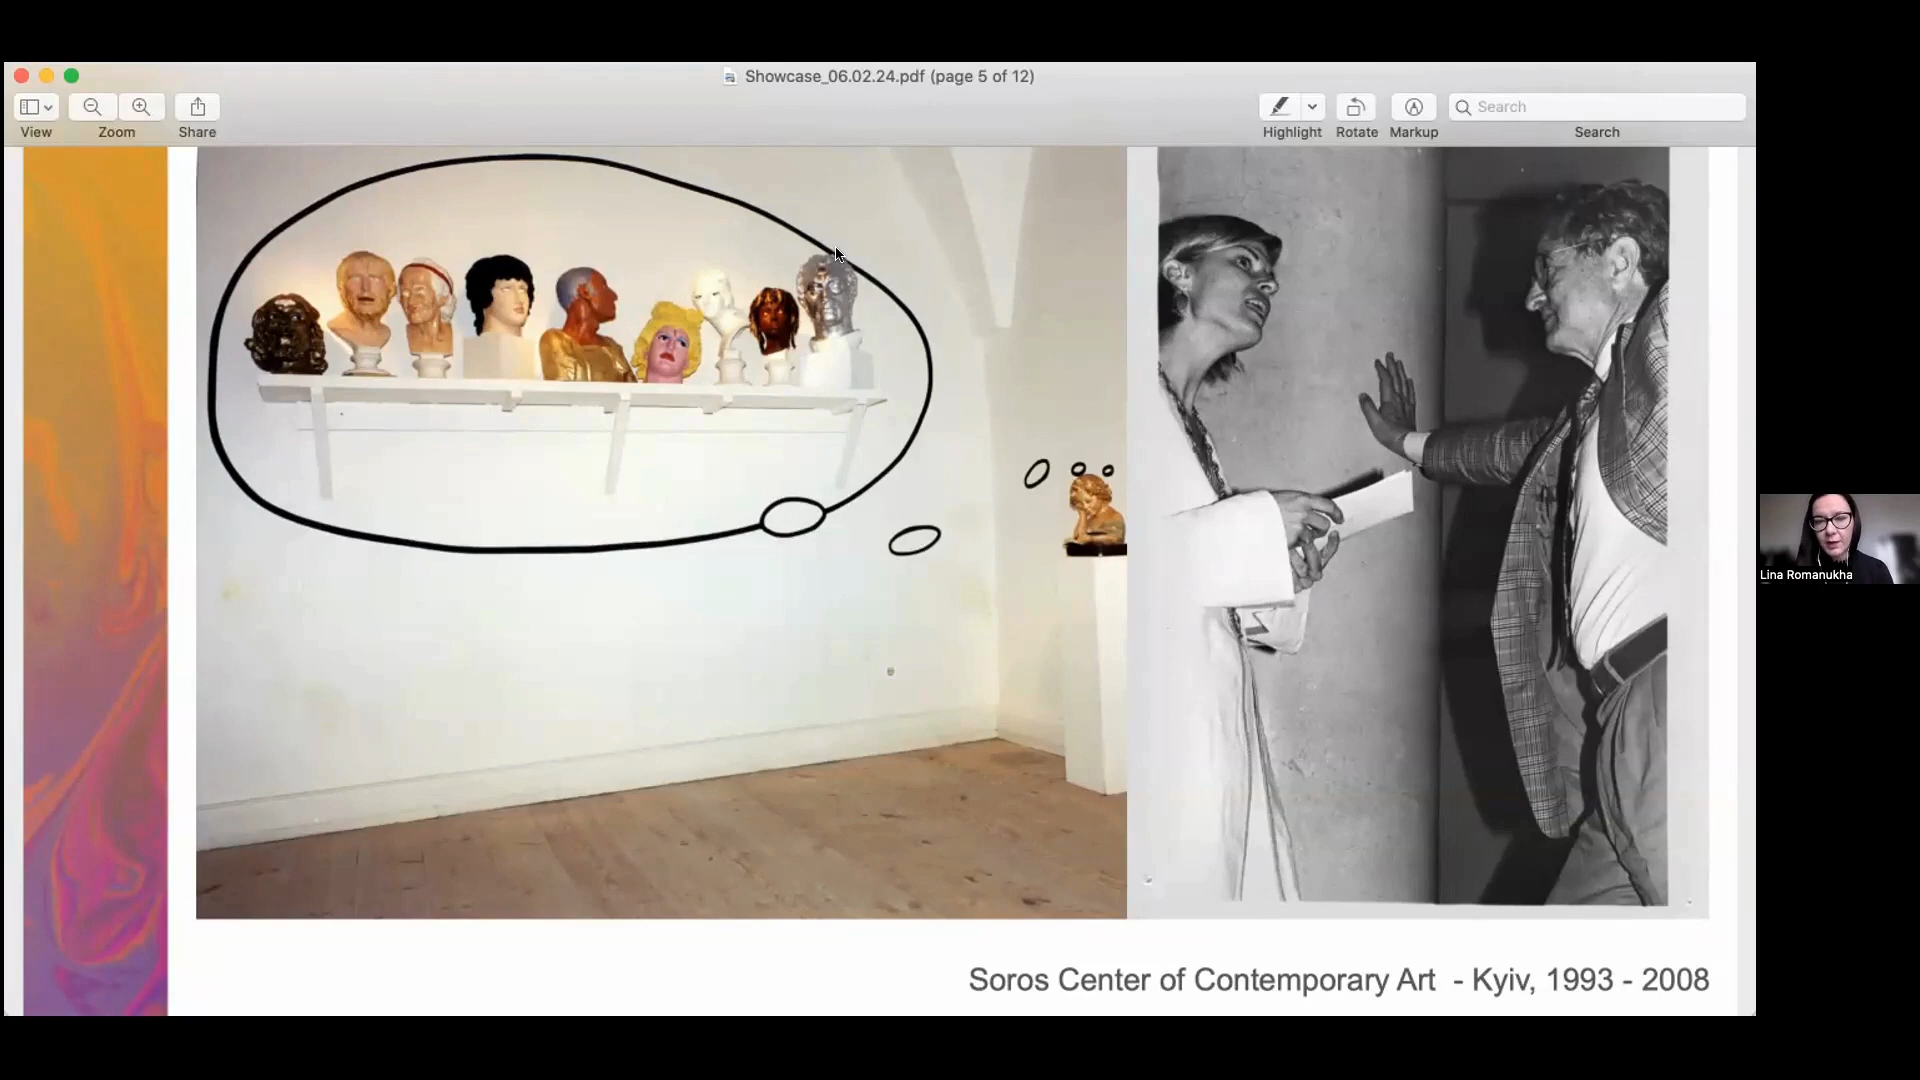 Showcase_06.02.24.pdf (page 5 of 12)
View
Zoom
Share
Highlight
Rotate
Markup
Search
Search
Lina Romanukha
Soros Center of Contemporary Art - Kyiv, 1993 - 2008